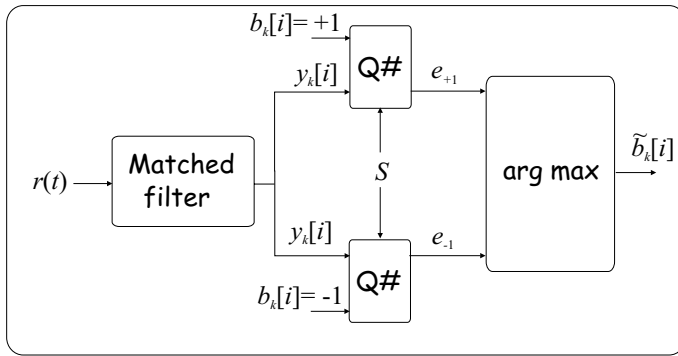 b_k[i]= +1
Q#
y_k[i]
e_{+1}
r(t)
Matched
filter
S
arg max
b̃_k[i]
y_k[i]
Q#
e_{-1}
b_k[i]= -1